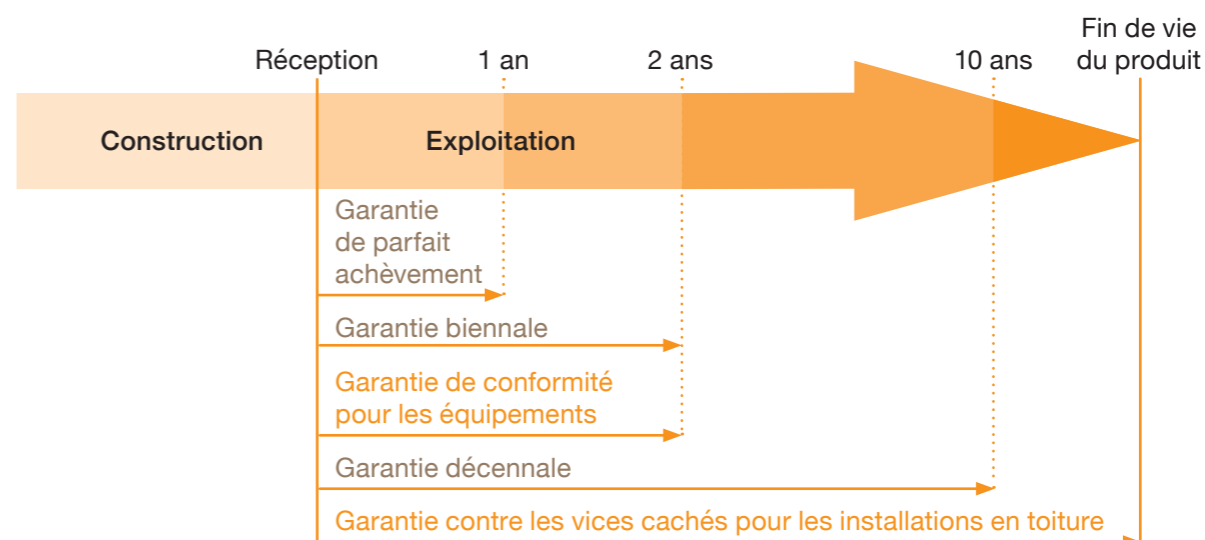 Fin de vie
du produit
Réception
1 an
2 ans
10 ans
Construction
Exploitation
Garantie
de parfait
achèvement
Garantie biennale
Garantie de conformité
pour les équipements
Garantie décennale
Garantie contre les vices cachés pour les installations en toiture